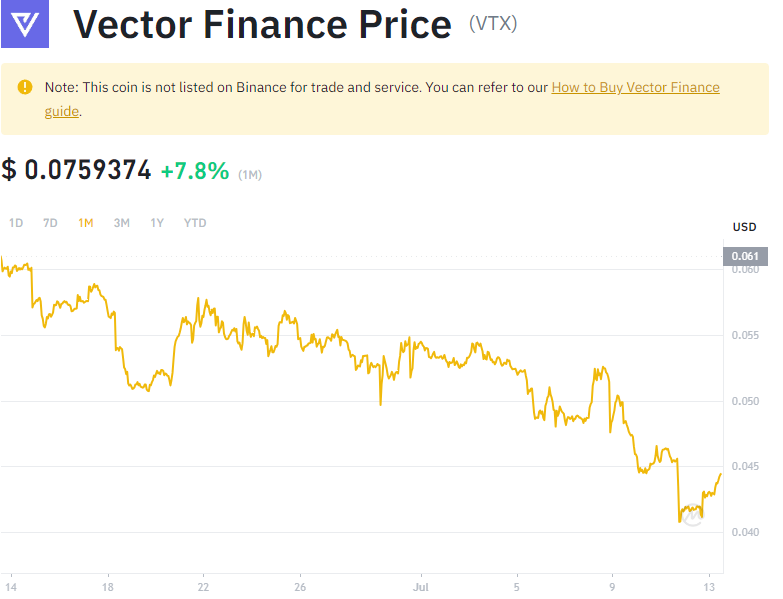 Vector Finance Price (VTX)
Note: This coin is not listed on Binance for trade and service. You can refer to our How to Buy Vector Finance
guide.
$ 0.0759374 +7.8% (1M)
1D 7D 1M 3M 1Y YTD
USD
0.061
0.060
0.055
0.050
0.045
0.040
14 18 22 26 Jul 5 9 13